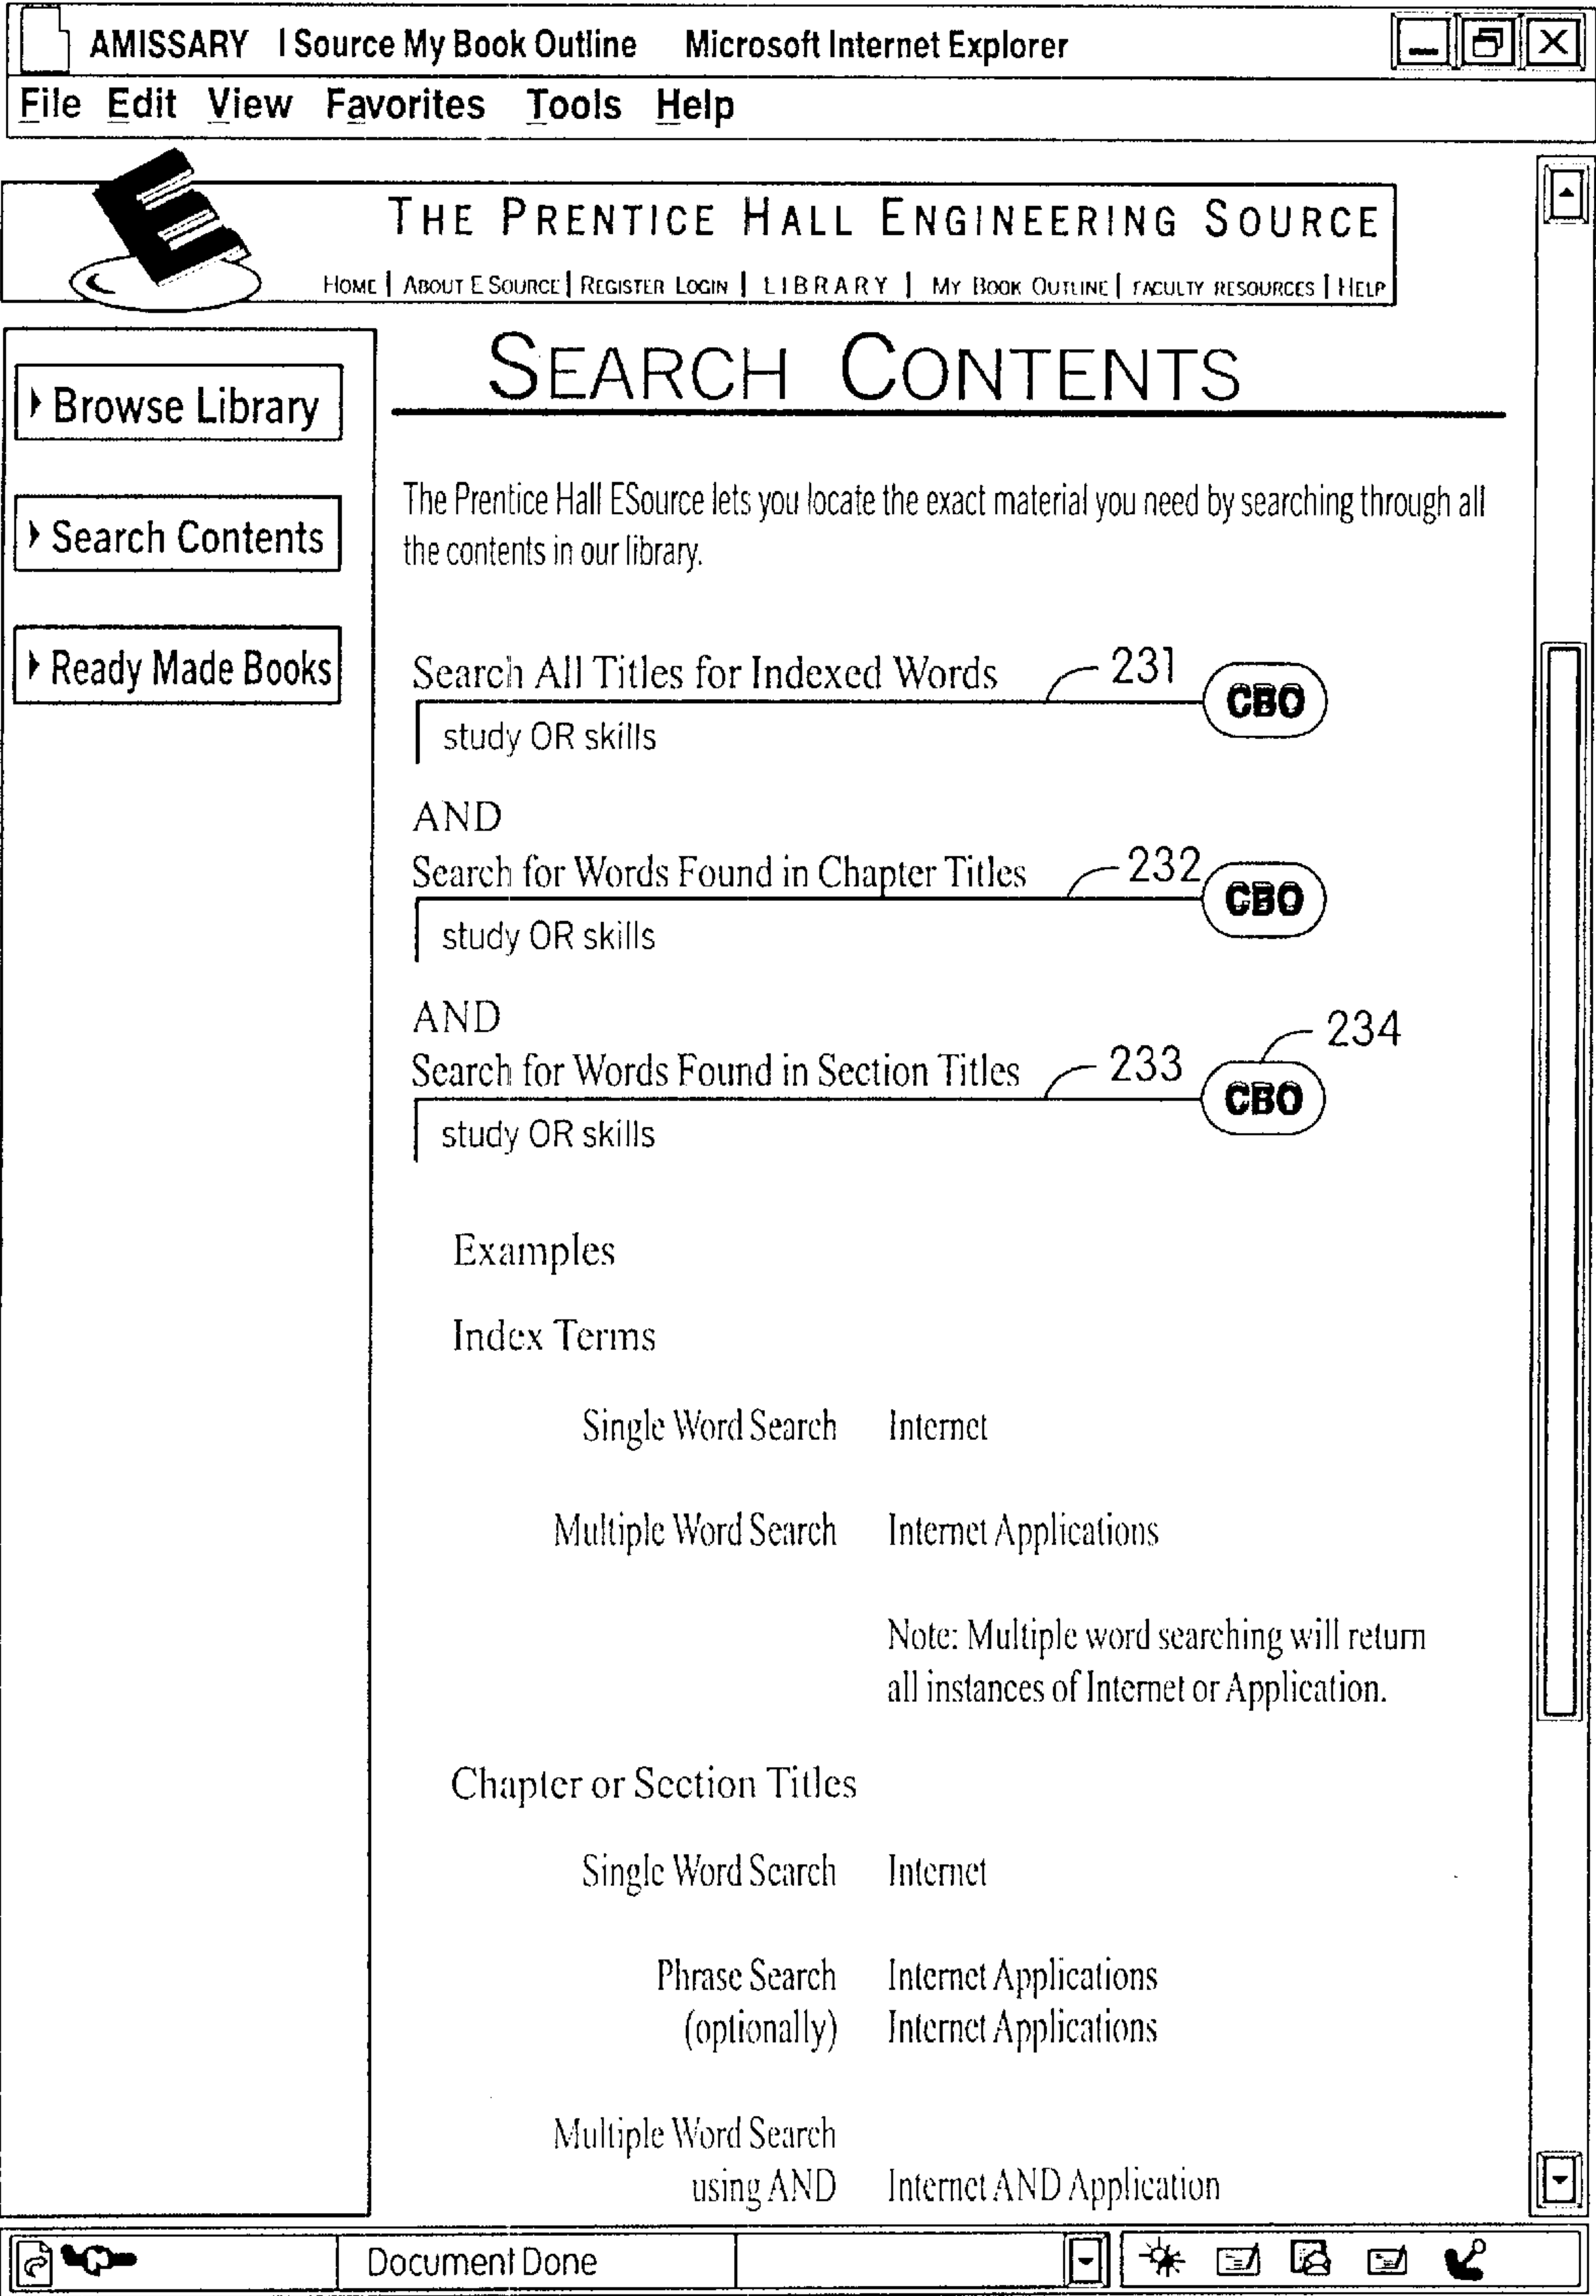 AMISSARY I Source My Book Outline Microsoft Internet Explorer
File Edit View Favorites Tools Help
THE PRENTICE HALL ENGINEERING SOURCE
HOME | ABOUT E SOURCE | REGISTER LOGIN | LIBRARY | MY BOOK OUTLINE | FACULTY RESOURCES | HELP
Browse Library
Search Contents
Ready Made Books
SEARCH CONTENTS
The Prentice Hall ESource lets you locate the exact material you need by searching through all
the contents in our library.
Search All Titles for Indexed Words 231 CBO
study OR skills
AND
Search for Words Found in Chapter Titles 232 CBO
study OR skills
AND
234
Search for Words Found in Section Titles 233 CBO
study OR skills
Examples
Index Terms
Single Word Search Internet
Multiple Word Search Internet Applications
Note: Multiple word searching will return
all instances of Internet or Application.
Chapter or Section Titles
Single Word Search Internet
Phrase Search Internet Applications
(optionally) Internet Applications
Multiple Word Search
using AND Internet AND Application
Document Done